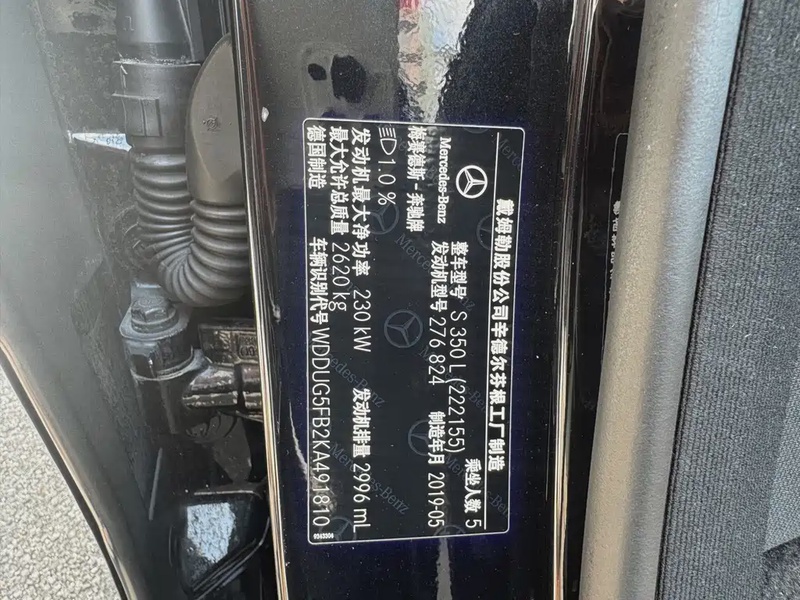 戴姆勒股份公司辛德尔芬根工厂制造
Mercedes-Benz
梅赛德斯-奔驰牌
整车型号 S 350 L (222155)
乘坐人数 5
发动机型号 276 824
制造年月 2019-05
1.0 %
发动机最大净功率 230 kW
发动机排量 2996 mL
最大允许总质量 2620 kg
德国制造
车辆识别代号 WDDUG5FB2KA491810